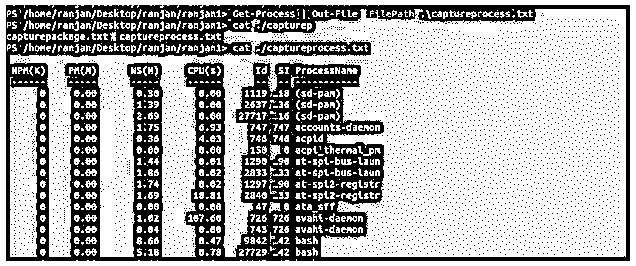 PS /home/ranjan/Desktop/ranjan/ranjan1> Get-Process | Out-File -FilePath .\captureprocess.txt
PS /home/ranjan/Desktop/ranjan/ranjan1> cat ./capturep
capturepackage.txt captureprocess.txt
PS /home/ranjan/Desktop/ranjan/ranjan1> cat ./captureprocess.txt
NPM(K) PM(M) WS(M) CPU(s) Id SI ProcessName
------ ----- ----- ------ -- -- -----------
0 0.00 0.30 0.00 1119 …19 (sd-pam)
0 0.00 1.39 0.00 2637 …36 (sd-pam)
0 0.00 2.69 0.00 27717 …16 (sd-pam)
0 0.00 1.75 6.93 747 747 accounts-daemon
0 0.00 0.36 4.63 740 740 acpid
0 0.00 0.00 0.00 150 0 acpi_thermal_pm
0 0.00 1.44 0.01 1290 …90 at-spi-bus-laun
0 0.00 1.86 0.02 2833 …33 at-spi-bus-laun
0 0.00 1.74 0.02 1297 …90 at-spi2-registr
0 0.00 1.69 18.81 2840 …33 at-spi2-registr
0 0.00 0.00 0.00 47 0 ata_sff
0 0.00 1.02 107.60 726 726 avahi-daemon
0 0.00 0.04 0.00 743 726 avahi-daemon
0 0.00 8.66 0.47 9842 …42 bash
0 0.00 5.18 0.78 27729 …42 bash